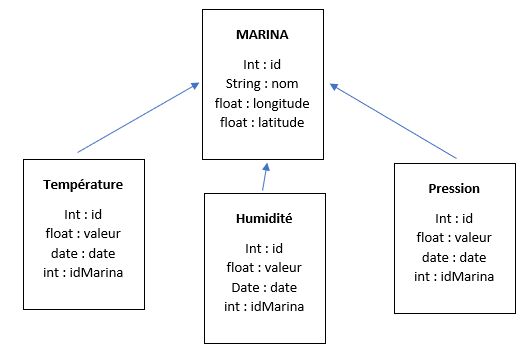 MARINA
Int : id
String : nom
float : longitude
float : latitude
Température
Int : id
float : valeur
date : date
int : idMarina
Humidité
Int : id
float : valeur
Date : date
int : idMarina
Pression
Int : id
float : valeur
date : date
int : idMarina